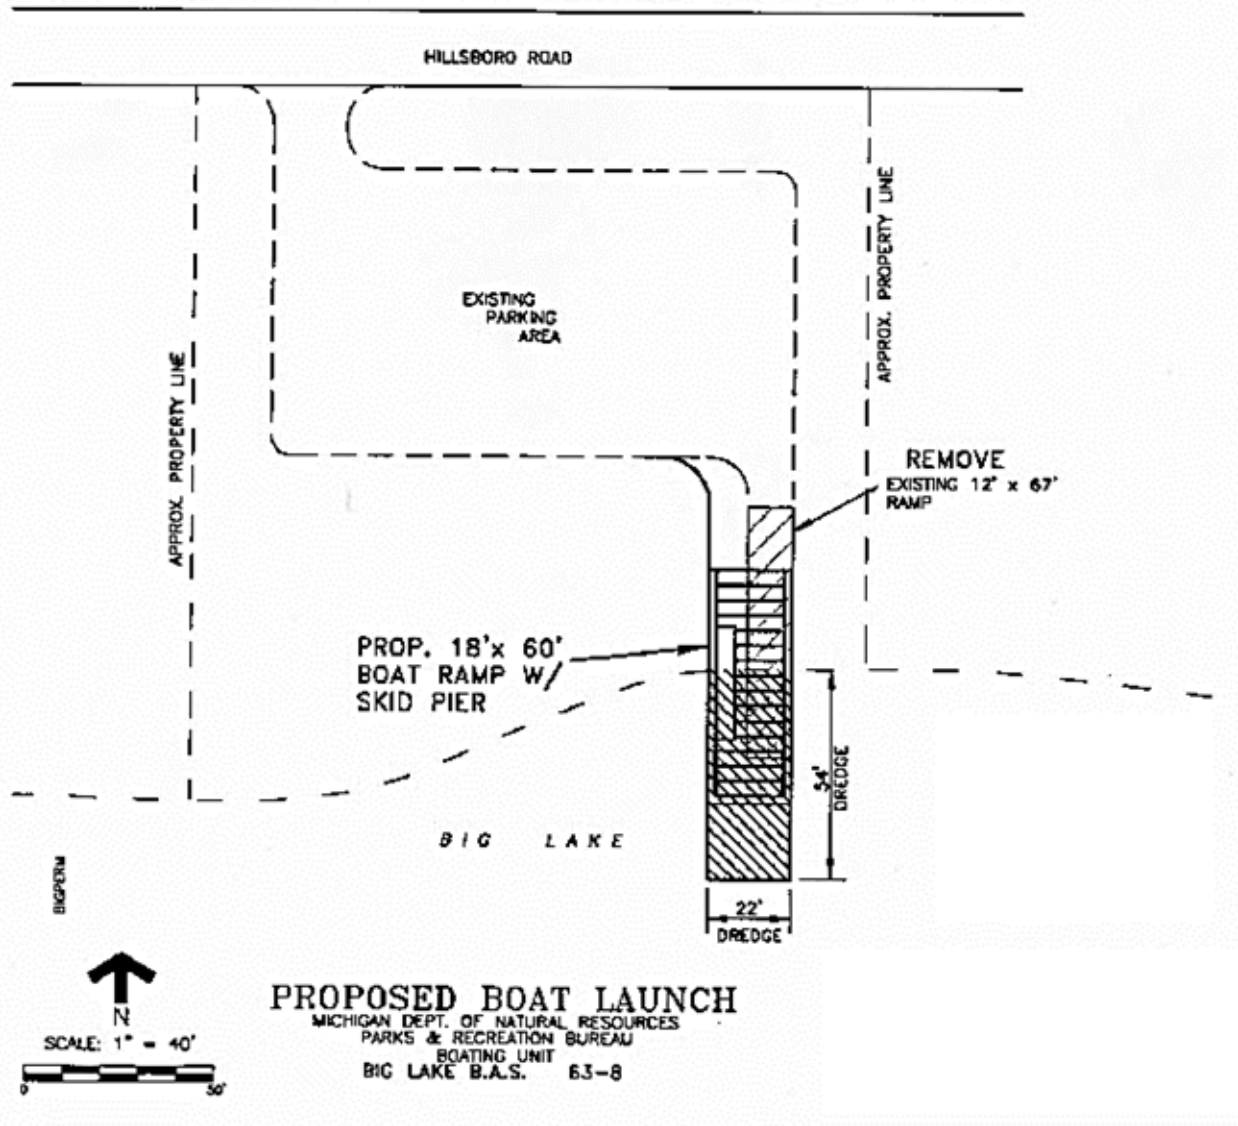 HILLSBORO ROAD
APPROX. PROPERTY LINE
EXISTING
PARKING
AREA
APPROX. PROPERTY LINE
REMOVE
EXISTING 12' x 67'
RAMP
PROP. 18'x 60'
BOAT RAMP W/
SKID PIER
54'
DREDGE
BIG LAKE
BIGPERM
22'
DREDGE
N
SCALE: 1" = 40'
0 50'
PROPOSED BOAT LAUNCH
MICHIGAN DEPT. OF NATURAL RESOURCES
PARKS & RECREATION BUREAU
BOATING UNIT
BIG LAKE B.A.S. 63-8